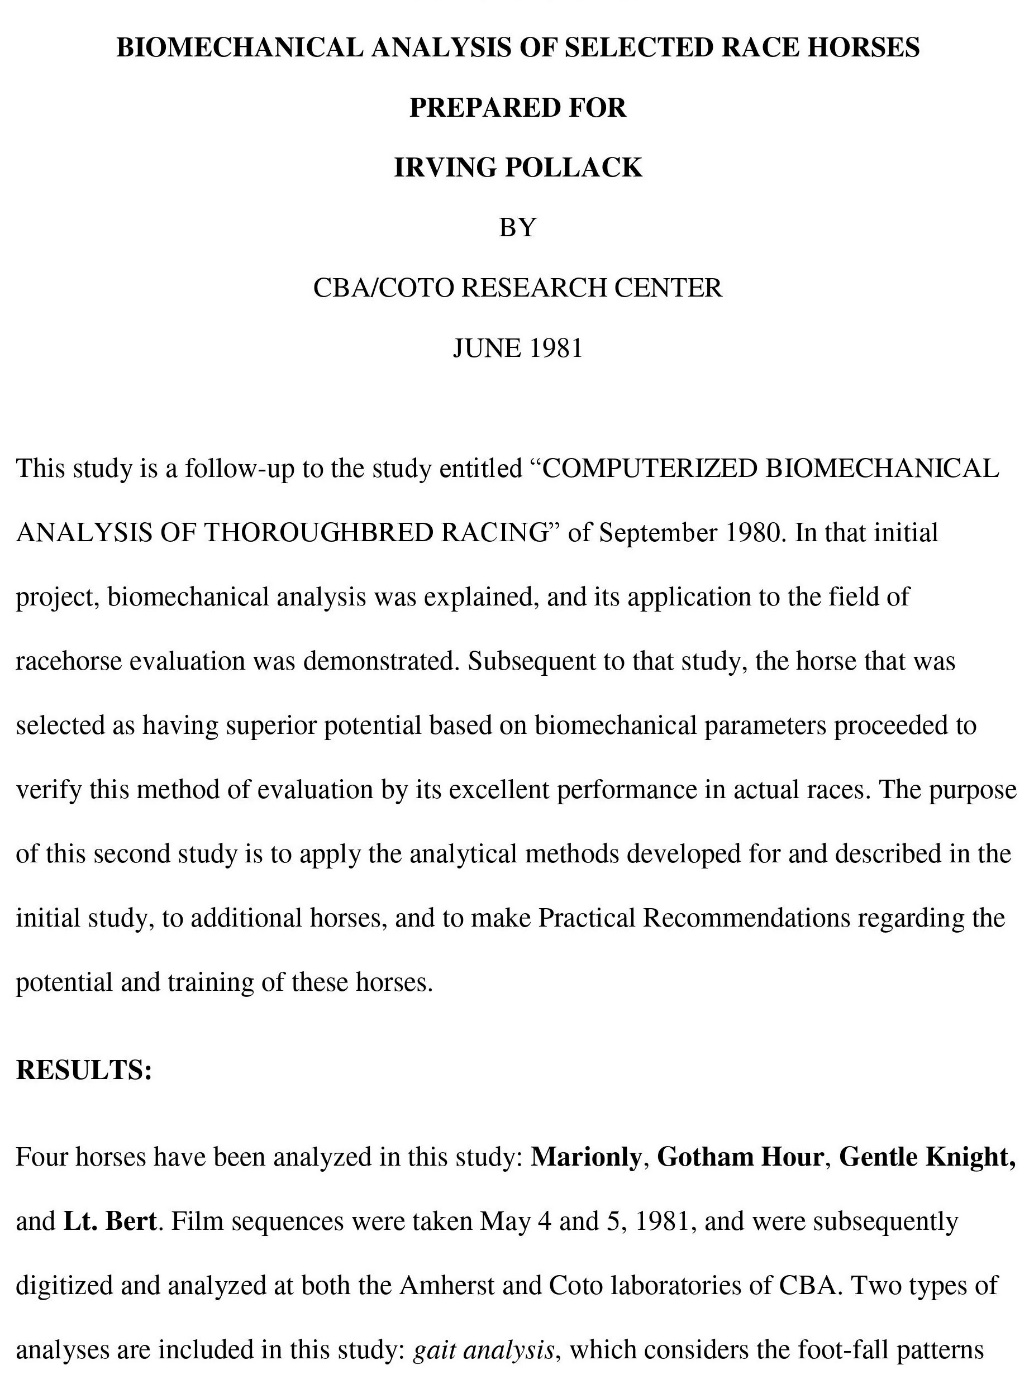 BIOMECHANICAL ANALYSIS OF SELECTED RACE HORSES
PREPARED FOR
IRVING POLLACK
BY
CBA/COTO RESEARCH CENTER
JUNE 1981
This study is a follow-up to the study entitled “COMPUTERIZED BIOMECHANICAL
ANALYSIS OF THOROUGHBRED RACING” of September 1980. In that initial
project, biomechanical analysis was explained, and its application to the field of
racehorse evaluation was demonstrated. Subsequent to that study, the horse that was
selected as having superior potential based on biomechanical parameters proceeded to
verify this method of evaluation by its excellent performance in actual races. The purpose
of this second study is to apply the analytical methods developed for and described in the
initial study, to additional horses, and to make Practical Recommendations regarding the
potential and training of these horses.
RESULTS:
Four horses have been analyzed in this study: Marionly, Gotham Hour, Gentle Knight,
and Lt. Bert. Film sequences were taken May 4 and 5, 1981, and were subsequently
digitized and analyzed at both the Amherst and Coto laboratories of CBA. Two types of
analyses are included in this study: gait analysis, which considers the foot-fall patterns